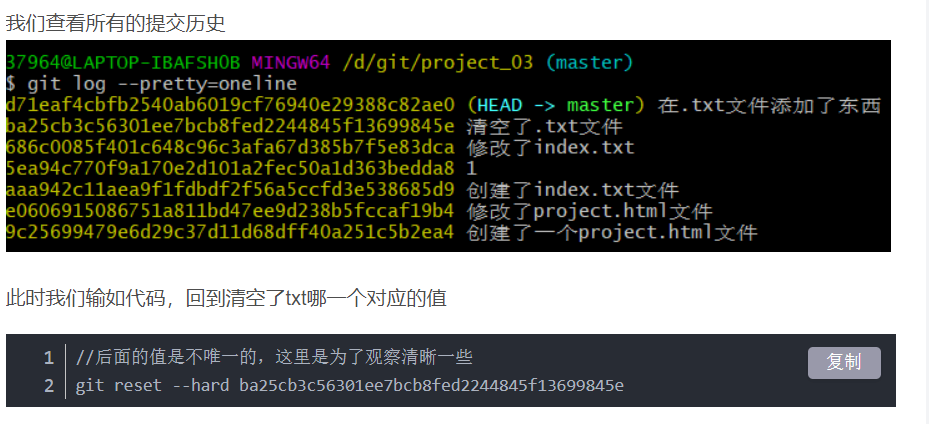 我们查看所有的提交历史
37964@LAPTOP-IBAFSHOB MINGW64 /d/git/project_03 (master)
$ git log --pretty=oneline
d71eaf4cbfb2540ab6019cf76940e29388c82ae0 (HEAD -> master) 在.txt文件添加了东西
ba25cb3c56301ee7bcb8fed2244845f13699845e 清空了.txt文件
686c0085f401c648c96c3afa67d385b7f5e83dca 修改了index.txt
5ea94c770f9a170e2d101a2fec50a1d363bedda8 1
aaa942c11aea9f1fdbdf2f56a5ccfd3e538685d9 创建了index.txt文件
e0606915086751a811bd47ee9d238b5fccaf19b4 修改了project.html文件
9c25699479e6d29c37d11d68dff40a251c5b2ea4 创建了一个project.html文件
此时我们输如代码，回到清空了txt哪一个对应的值
1 //后面的值是不唯一的，这里是为了观察清晰一些
复制
2 git reset --hard ba25cb3c56301ee7bcb8fed2244845f13699845e